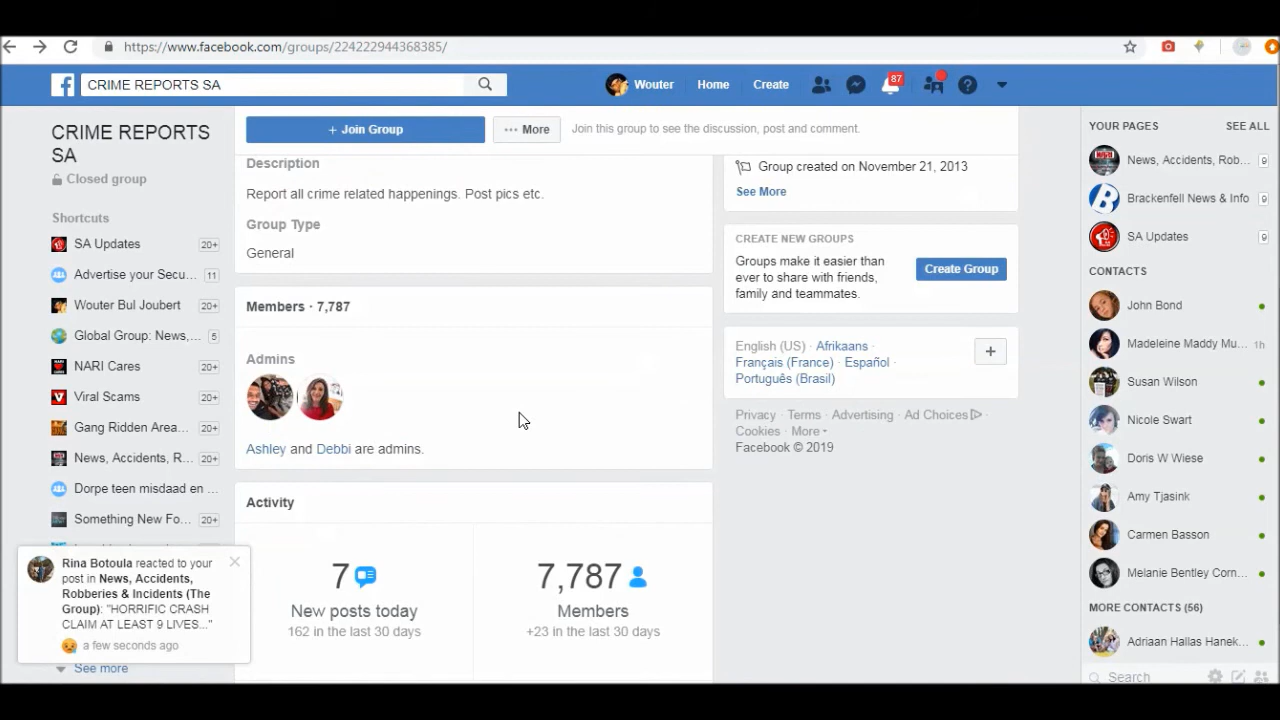 https://www.facebook.com/groups/224222944368385/
CRIME REPORTS SA
Wouter
Home
Create
87
CRIME REPORTS
SA
Closed group
Shortcuts
SA Updates 20+
Advertise your Secu... 11
Wouter Bul Joubert 20+
Global Group: News,... 5
NARI Cares 20+
Viral Scams 20+
Gang Ridden Area... 20+
News, Accidents, R... 20+
Dorpe teen misdaad en ...
Something New Fo... 20+
Rina Botoula reacted to your
post in News, Accidents,
Robberies & Incidents (The
Group): "HORRIFIC CRASH
CLAIM AT LEAST 9 LIVES..."
a few seconds ago
See more
+ Join Group
••• More
Join this group to see the discussion, post and comment.
Description
Report all crime related happenings. Post pics etc.
Group Type
General
Members · 7,787
Admins
Ashley and Debbi are admins.
Activity
7
New posts today
162 in the last 30 days
7,787
Members
+23 in the last 30 days
Group created on November 21, 2013
See More
CREATE NEW GROUPS
Groups make it easier than
ever to share with friends,
family and teammates.
Create Group
English (US) · Afrikaans ·
Français (France) · Español ·
Português (Brasil)
Privacy · Terms · Advertising · Ad Choices ·
Cookies · More
Facebook © 2019
YOUR PAGES SEE ALL
News, Accidents, Rob... 9
Brackenfell News & Info 9
SA Updates 9
CONTACTS
John Bond
Madeleine Maddy Mu... 1h
Susan Wilson
Nicole Swart
Doris W Wiese
Amy Tjasink
Carmen Basson
Melanie Bentley Corn...
MORE CONTACTS (56)
Adriaan Hallas Hanek...
Search